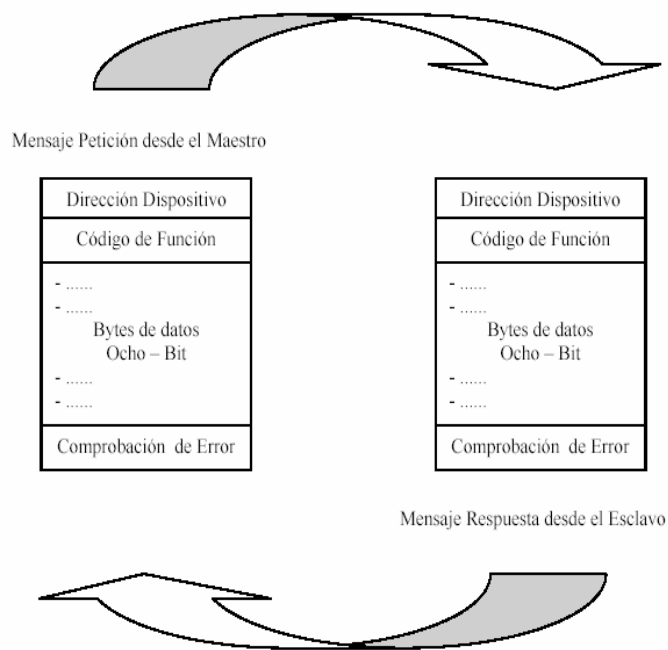 Mensaje Petición desde el Maestro
Dirección Dispositivo
Código de Función
- ......
- ......
Bytes de datos
Ocho – Bit
- ......
- ......
Comprobación de Error
Dirección Dispositivo
Código de Función
- ......
- ......
Bytes de datos
Ocho – Bit
- ......
- ......
Comprobación de Error
Mensaje Respuesta desde el Esclavo